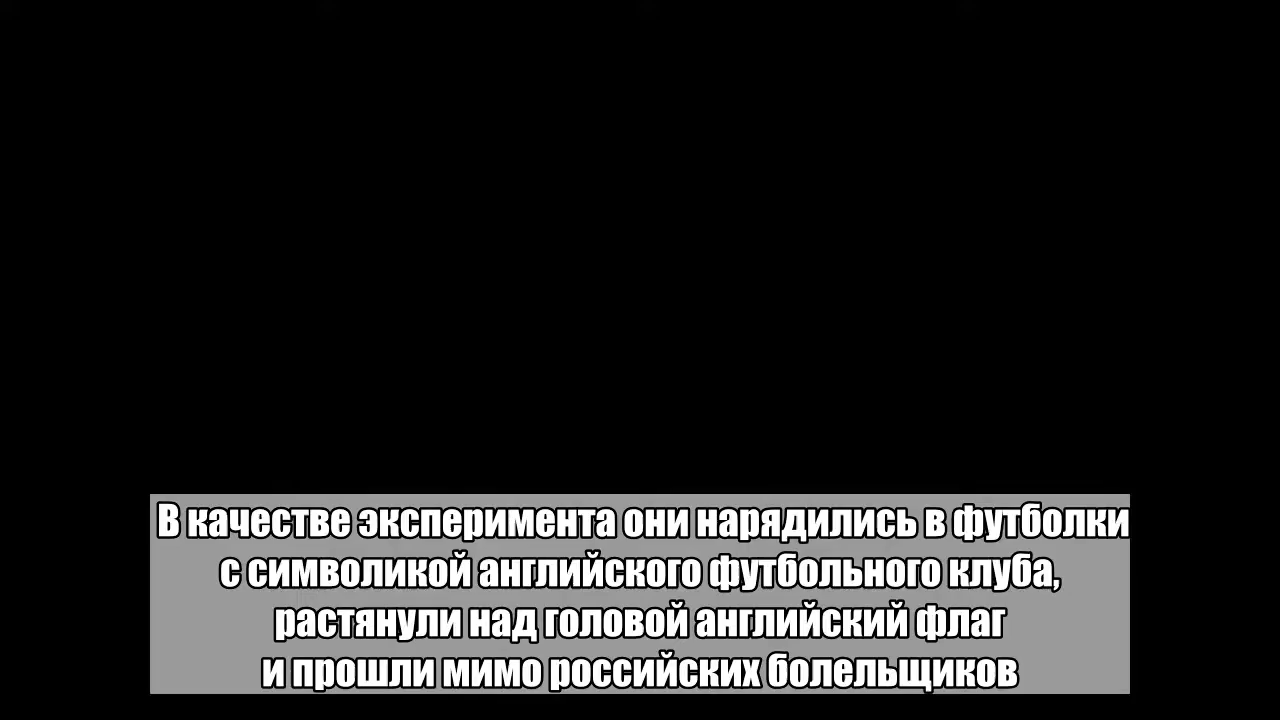 В качестве эксперимента они нарядились в футболки
с символикой английского футбольного клуба,
растянули над головой английский флаг
и прошли мимо российских болельщиков